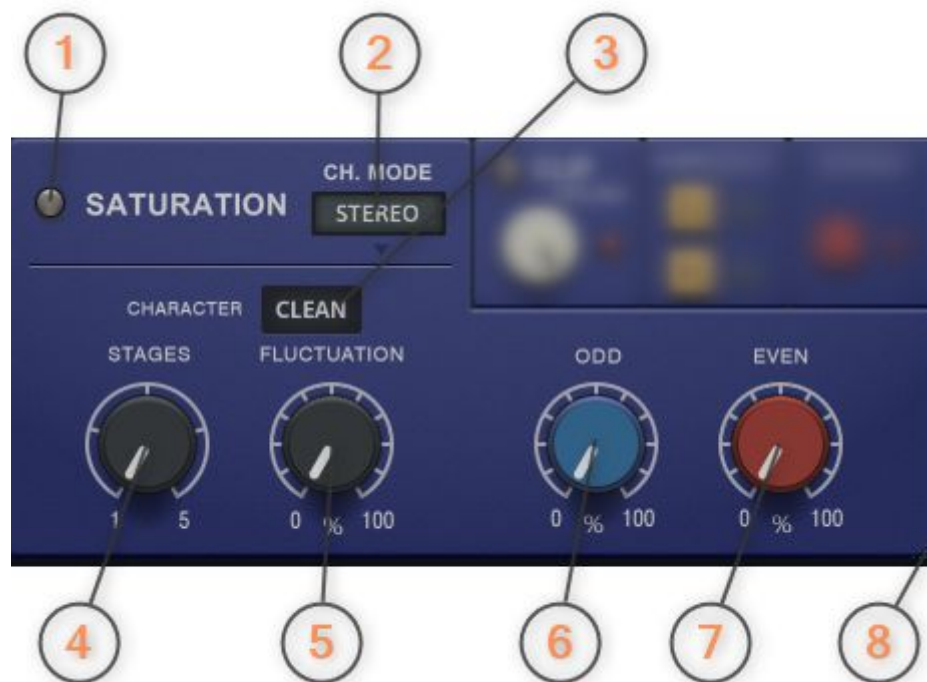 1 2 3
CH. MODE
SATURATION STEREO
CHARACTER CLEAN
STAGES FLUCTUATION ODD EVEN
1 5 0 % 100 0 % 100 0 % 100
4 5 6 7 8